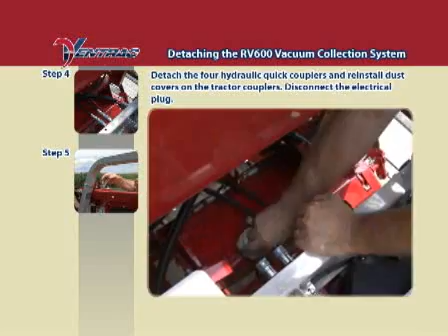 VENTRAC
Detaching the RV600 Vacuum Collection System
Step 4
Detach the four hydraulic quick couplers and reinstall dust
covers on the tractor couplers. Disconnect the electrical
plug.
Step 5